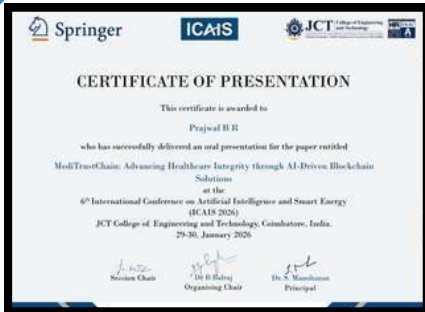 Springer
ICAIS
JCT College of Engineering
and Technology
A
CERTIFICATE OF PRESENTATION
This certificate is awarded to
Prajwal B R
who has successfully delivered an oral presentation for the paper entitled
MediTrustChain: Advancing Healthcare Integrity through AI-Driven Blockchain
Solutions
at the
6th International Conference on Artificial Intelligence and Smart Energy
(ICAIS 2026)
JCT College of Engineering and Technology, Coimbatore, India.
29-30, January 2026
Session Chair
Organising Chair
Dr. S. Manoharan
Principal